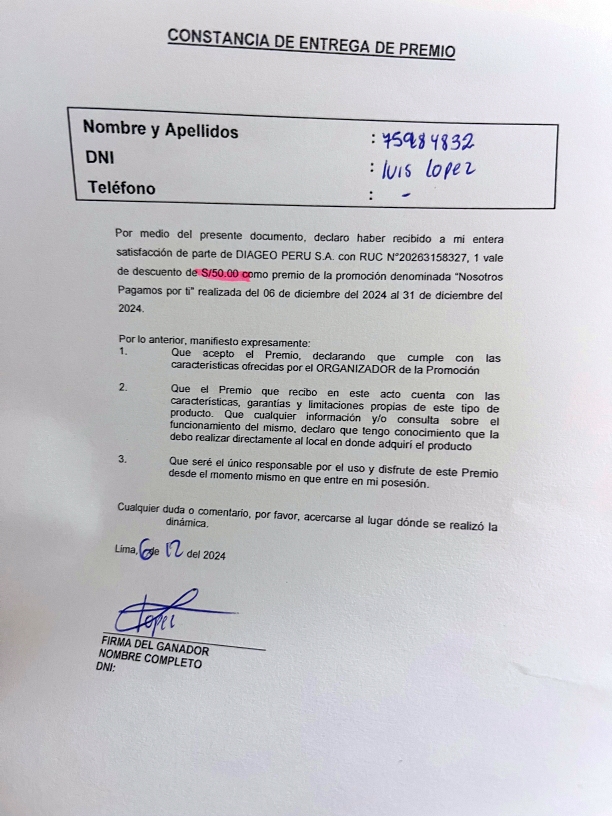 CONSTANCIA DE ENTREGA DE PREMIO
Nombre y Apellidos : 75984832
DNI : luis lopez
Teléfono : -
Por medio del presente documento, declaro haber recibido a mi entera
satisfacción de parte de DIAGEO PERU S.A. con RUC N°20263158327, 1 vale
de descuento de S/50.00 como premio de la promoción denominada "Nosotros
Pagamos por ti" realizada del 06 de diciembre del 2024 al 31 de diciembre del
2024.
Por lo anterior, manifiesto expresamente:
1. Que acepto el Premio, declarando que cumple con las
características ofrecidas por el ORGANIZADOR de la Promoción
2. Que el Premio que recibo en este acto cuenta con las
características, garantías y limitaciones propias de este tipo de
producto. Que cualquier información y/o consulta sobre el
funcionamiento del mismo, declaro que tengo conocimiento que la
debo realizar directamente al local en donde adquirí el producto
3. Que seré el único responsable por el uso y disfrute de este Premio
desde el momento mismo en que entre en mi posesión.
Cualquier duda o comentario, por favor, acercarse al lugar dónde se realizó la
dinámica.
Lima, 6 de 12 del 2024
Lopez
FIRMA DEL GANADOR
NOMBRE COMPLETO
DNI: